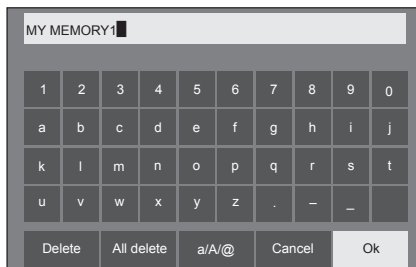 MY MEMORY1
1 2 3 4 5 6 7 8 9 0
a b c d e f g h i j
k l m n o p q r s t
u v w x y z . – _
Delete All delete a/A/@ Cancel Ok